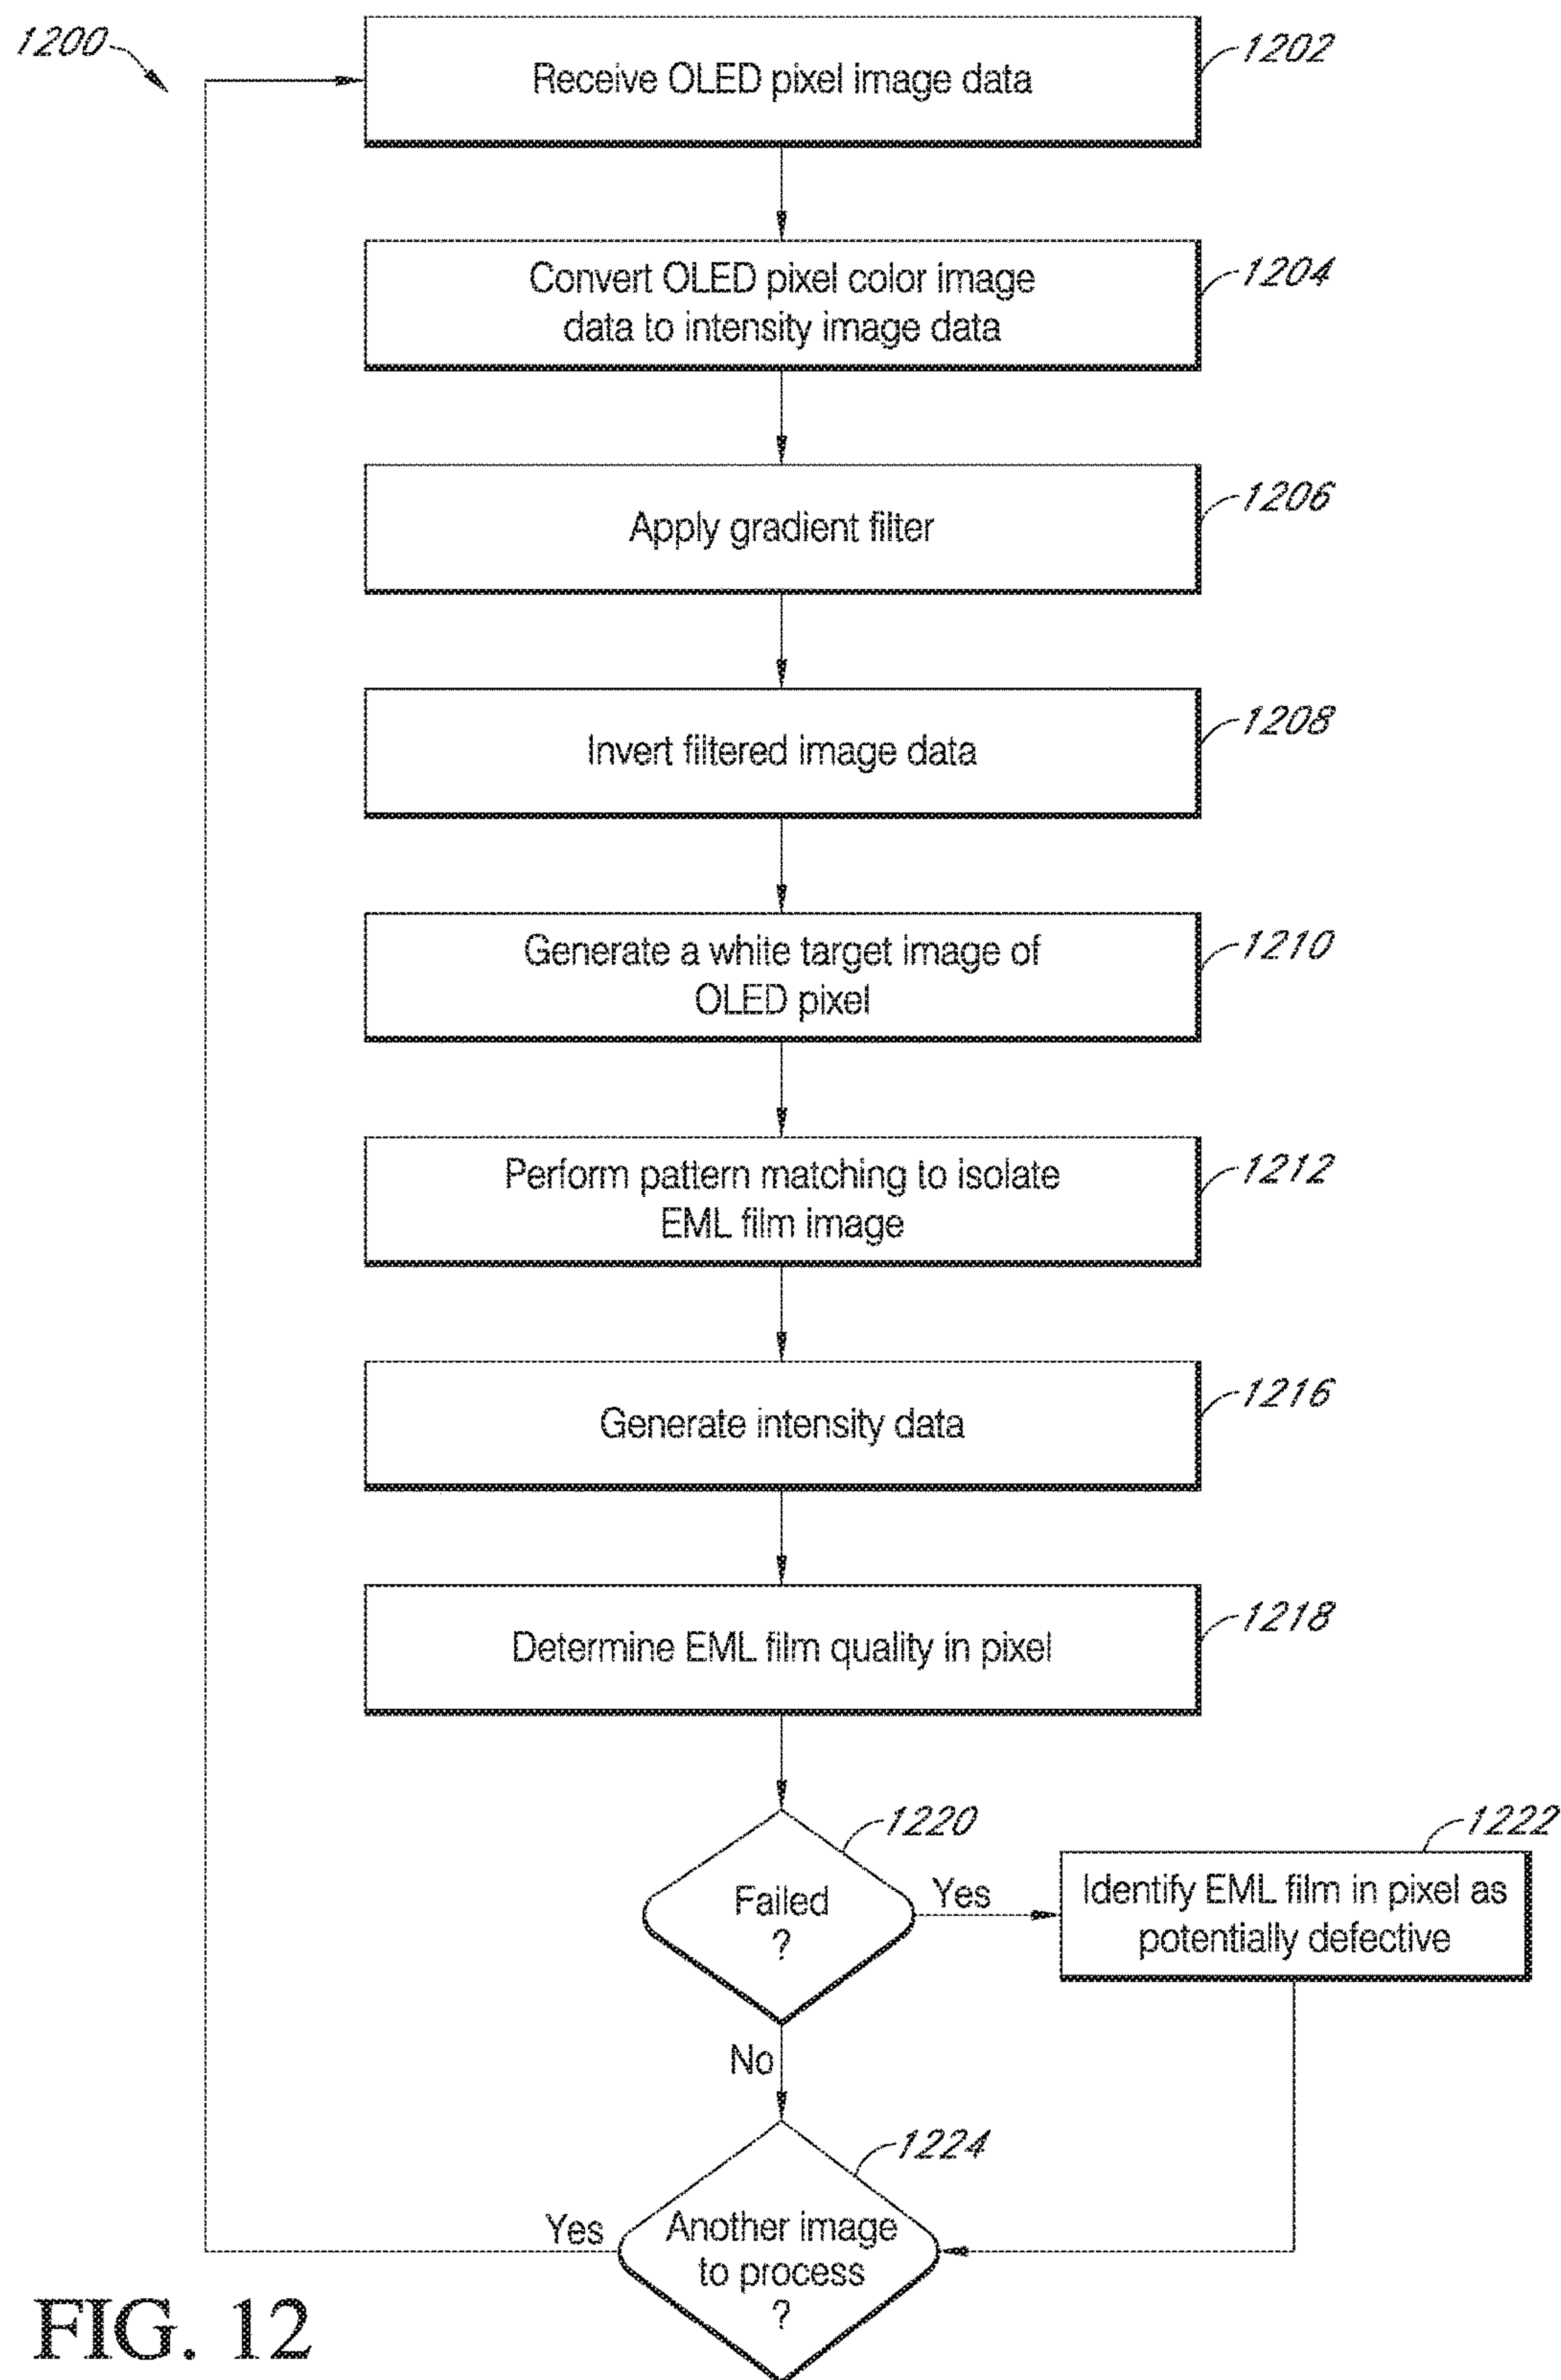 1200
Receive OLED pixel image data
1202
Convert OLED pixel color image
data to intensity image data
1204
Apply gradient filter
1206
Invert filtered image data
1208
Generate a white target image of
OLED pixel
1210
Perform pattern matching to isolate
EML film image
1212
Generate intensity data
1216
Determine EML film quality in pixel
1218
1220
Failed
?
Yes
1222
Identify EML film in pixel as
potentially defective
No
1224
Yes
Another image
to process
?
FIG. 12